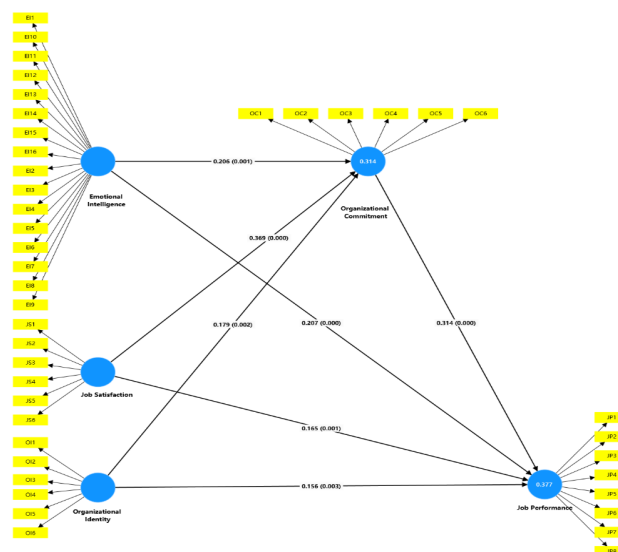 EI1
EI10
EI11
EI12
EI13
EI14
EI15
EI16
EI2
EI3
EI4
EI5
EI6
EI7
EI8
EI9
Emotional
Intelligence
OC1 OC2 OC3 OC4 OC5 OC6
0.206 (0.001)
0.314
Organizational
Commitment
0.369 (0.000)
0.179 (0.002)
0.207 (0.000)
0.314 (0.000)
JS1
JS2
JS3
JS4
JS5
JS6
Job Satisfaction
0.165 (0.001)
OI1
OI2
OI3
OI4
OI5
OI6
Organizational
Identity
0.156 (0.003)
0.377
Job Performance
JP1
JP2
JP3
JP4
JP5
JP6
JP7
JP8